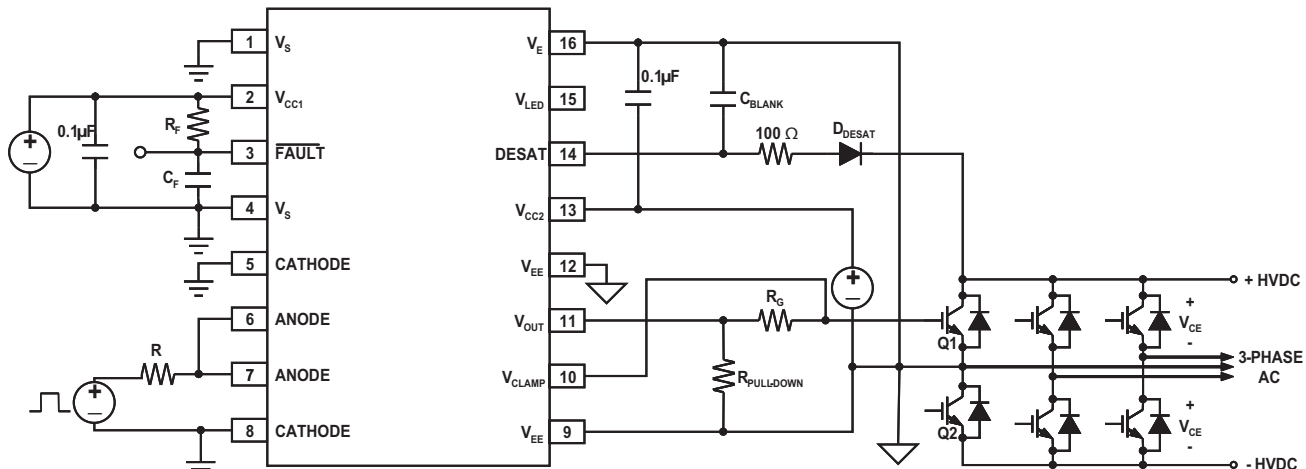 1 V_S
2 V_CC1
3 FAULT
4 V_S
5 CATHODE
6 ANODE
7 ANODE
8 CATHODE
V_E 16
V_LED 15
DESAT 14
V_CC2 13
V_EE 12
V_OUT 11
V_CLAMP 10
V_EE 9
0.1µF
R_F
C_F
+
–
R
+
–
0.1µF
C_BLANK
100 Ω
D_DESAT
+
–
R_G
R_PULL-DOWN
Q1
Q2
+ HVDC
+
V_CE
-
3-PHASE
AC
+
V_CE
-
- HVDC